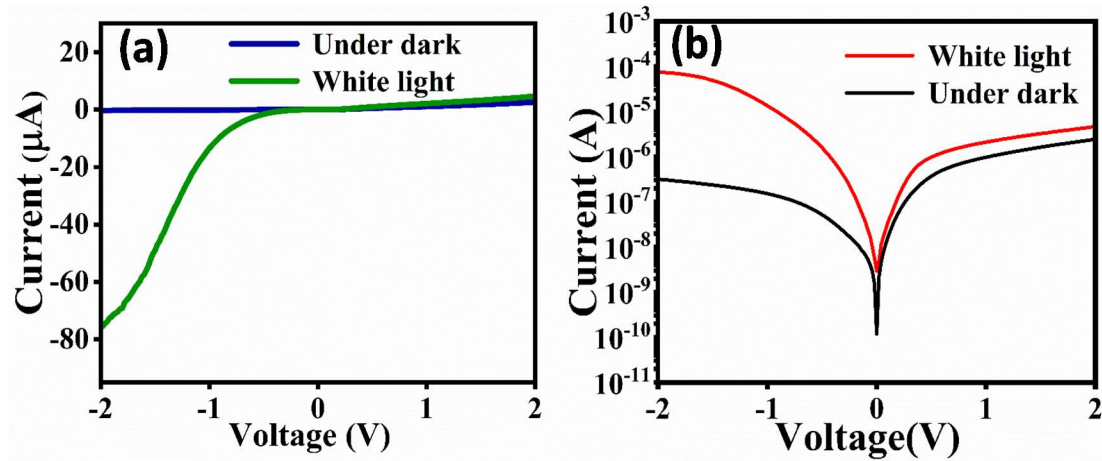 (a)
Under dark
White light
20
0
-20
-40
-60
-80
Current (μA)
-2 -1 0 1 2
Voltage (V)
(b)
White light
Under dark
10-3
10-4
10-5
10-6
10-7
10-8
10-9
10-10
10-11
Current (A)
-2 -1 0 1 2
Voltage(V)